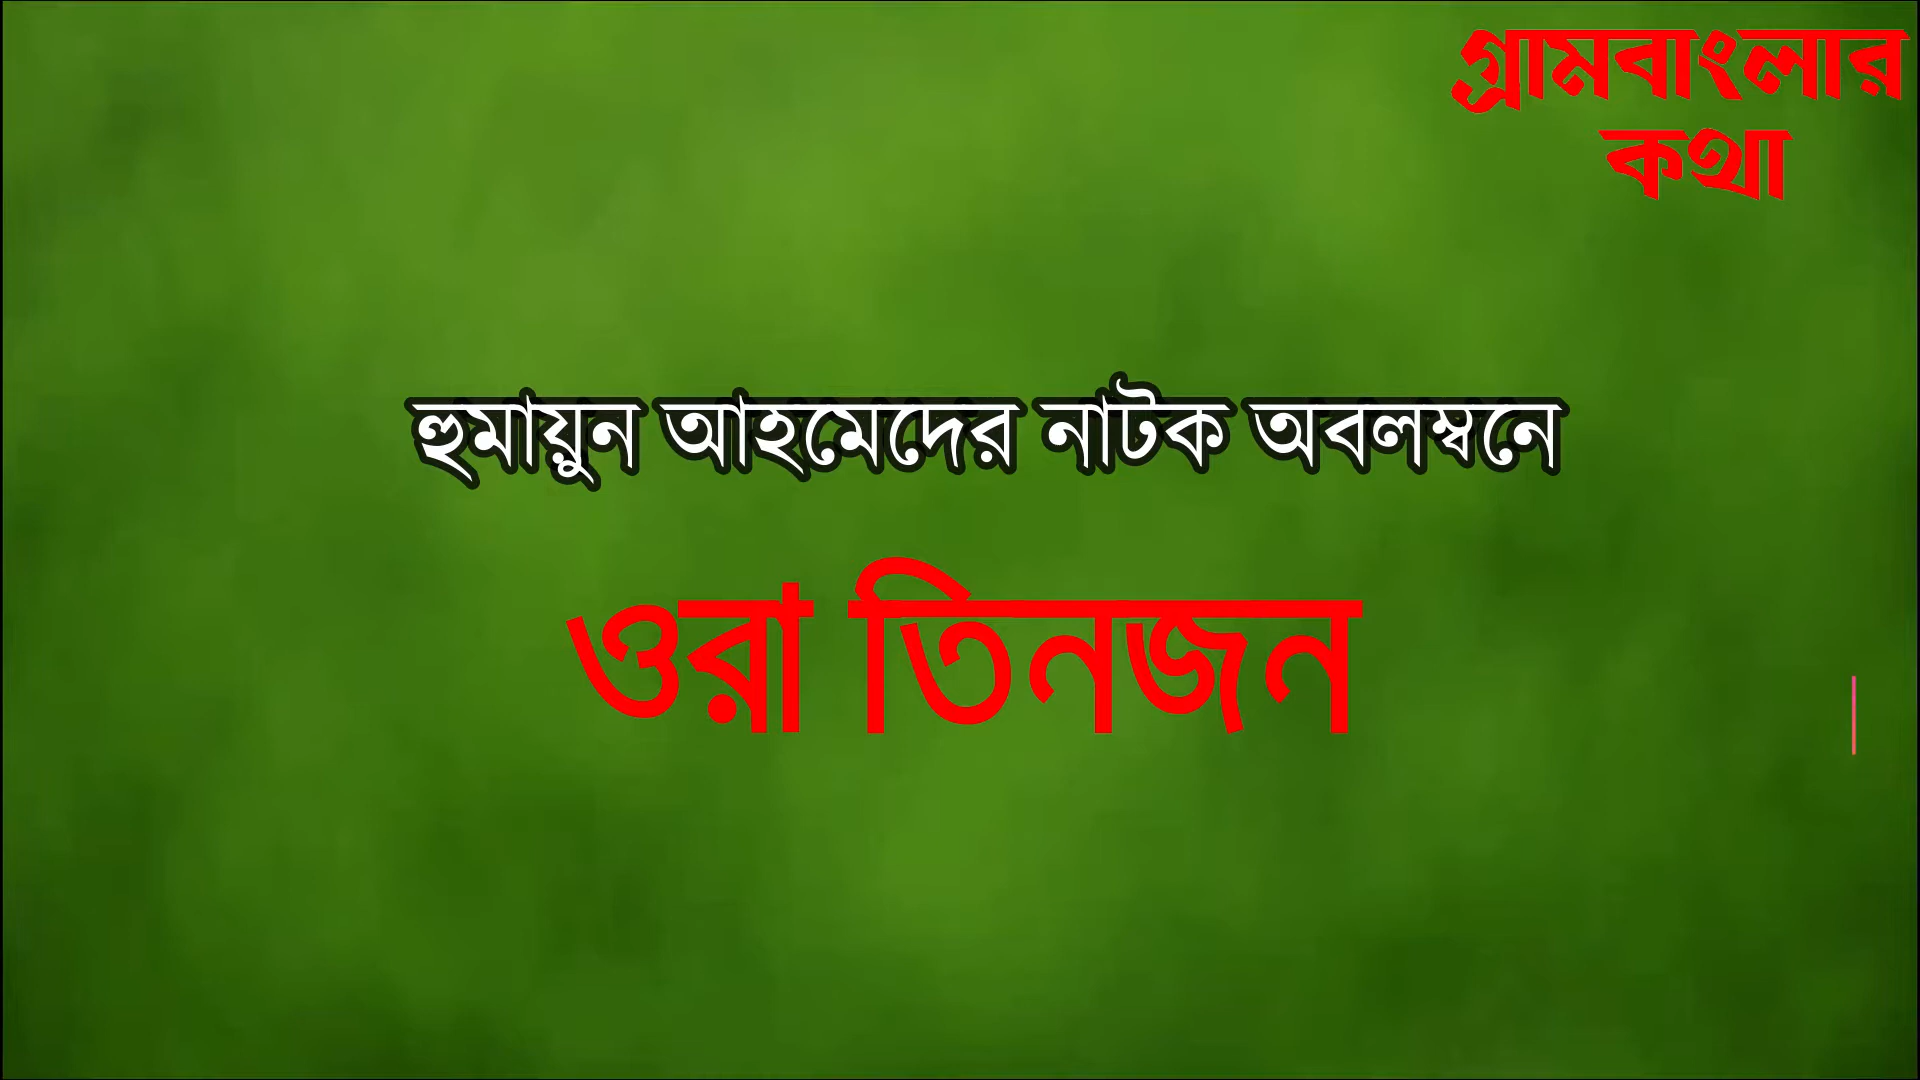 গ্রামবাংলার
কথা
হুমায়ুন আহমেদের নাটক অবলম্বনে
ওরা তিনজন